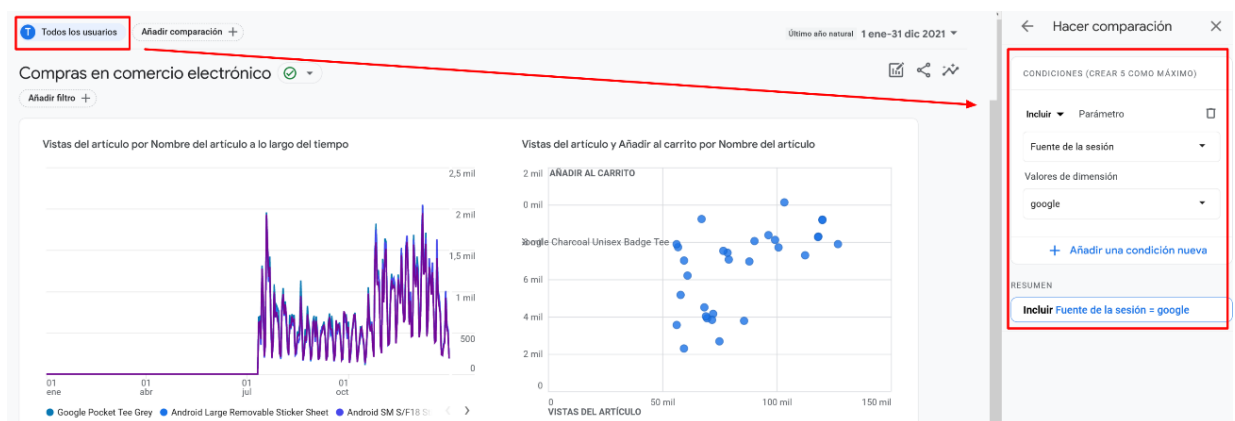 T Todos los usuarios
Añadir comparación +
Último año natural 1 ene-31 dic 2021
Compras en comercio electrónico
Añadir filtro +
Vistas del artículo por Nombre del artículo a lo largo del tiempo
2,5 mil
2 mil
1,5 mil
1 mil
500
0
01 ene
01 abr
01 jul
01 oct
Google Pocket Tee Grey Android Large Removable Sticker Sheet Android SM S/F18
Vistas del artículo y Añadir al carrito por Nombre del artículo
2 mil AÑADIR AL CARRITO
0 mil
Charcoal Unisex Badge Tee
6 mil
4 mil
2 mil
0
0
50 mil
100 mil
150 mil
VISTAS DEL ARTÍCULO
Hacer comparación
CONDICIONES (CREAR 5 COMO MÁXIMO)
Incluir Parámetro
Fuente de la sesión
Valores de dimensión
google
+ Añadir una condición nueva
RESUMEN
Incluir Fuente de la sesión = google